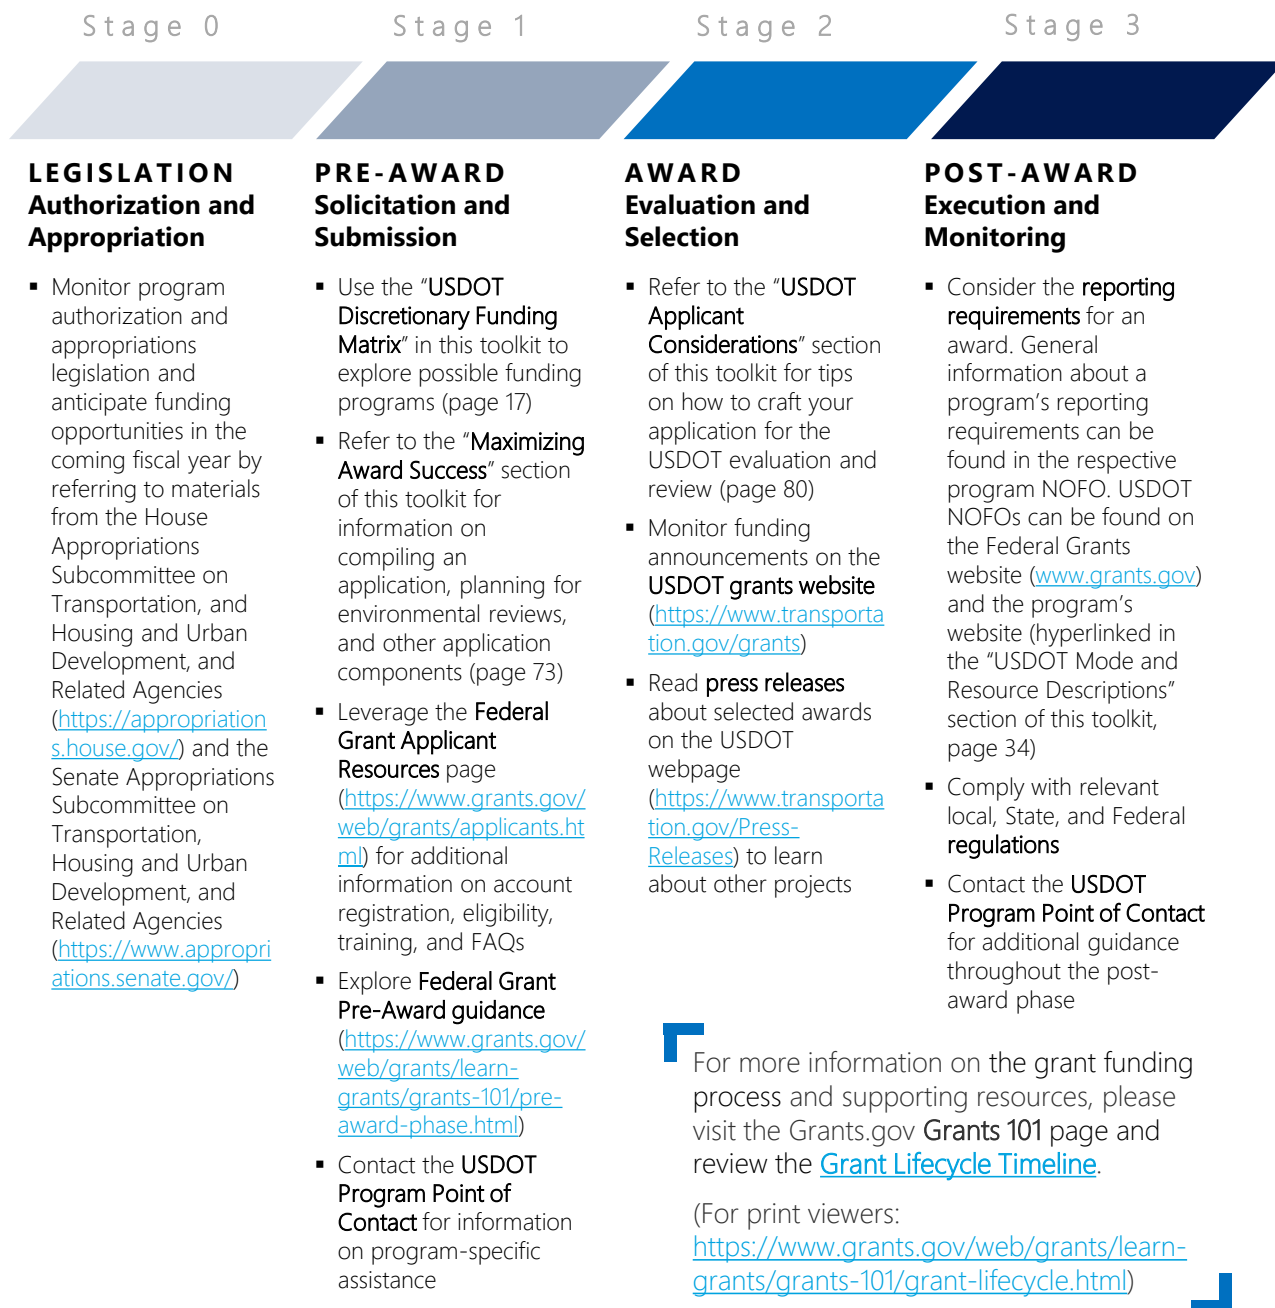 Stage 0
Stage 1
Stage 2
Stage 3
LEGISLATION
Authorization and
Appropriation
▪ Monitor program
authorization and
appropriations
legislation and
anticipate funding
opportunities in the
coming fiscal year by
referring to materials
from the House
Appropriations
Subcommittee on
Transportation, and
Housing and Urban
Development, and
Related Agencies
(https://appropriation
s.house.gov/) and the
Senate Appropriations
Subcommittee on
Transportation,
Housing and Urban
Development, and
Related Agencies
(https://www.appropri
ations.senate.gov/)
PRE-AWARD
Solicitation and
Submission
▪ Use the “USDOT
Discretionary Funding
Matrix” in this toolkit to
explore possible funding
programs (page 17)
▪ Refer to the “Maximizing
Award Success” section
of this toolkit for
information on
compiling an
application, planning for
environmental reviews,
and other application
components (page 73)
▪ Leverage the Federal
Grant Applicant
Resources page
(https://www.grants.gov/
web/grants/applicants.ht
ml) for additional
information on account
registration, eligibility,
training, and FAQs
▪ Explore Federal Grant
Pre-Award guidance
(https://www.grants.gov/
web/grants/learn-
grants/grants-101/pre-
award-phase.html)
▪ Contact the USDOT
Program Point of
Contact for information
on program-specific
assistance
AWARD
Evaluation and
Selection
▪ Refer to the “USDOT
Applicant
Considerations” section
of this toolkit for tips
on how to craft your
application for the
USDOT evaluation and
review (page 80)
▪ Monitor funding
announcements on the
USDOT grants website
(https://www.transporta
tion.gov/grants)
▪ Read press releases
about selected awards
on the USDOT
webpage
(https://www.transporta
tion.gov/Press-
Releases) to learn
about other projects
POST-AWARD
Execution and
Monitoring
▪ Consider the reporting
requirements for an
award. General
information about a
program’s reporting
requirements can be
found in the respective
program NOFO. USDOT
NOFOs can be found on
the Federal Grants
website (www.grants.gov)
and the program’s
website (hyperlinked in
the “USDOT Mode and
Resource Descriptions”
section of this toolkit,
page 34)
▪ Comply with relevant
local, State, and Federal
regulations
▪ Contact the USDOT
Program Point of Contact
for additional guidance
throughout the post-
award phase
For more information on the grant funding
process and supporting resources, please
visit the Grants.gov Grants 101 page and
review the Grant Lifecycle Timeline.
(For print viewers:
https://www.grants.gov/web/grants/learn-
grants/grants-101/grant-lifecycle.html)